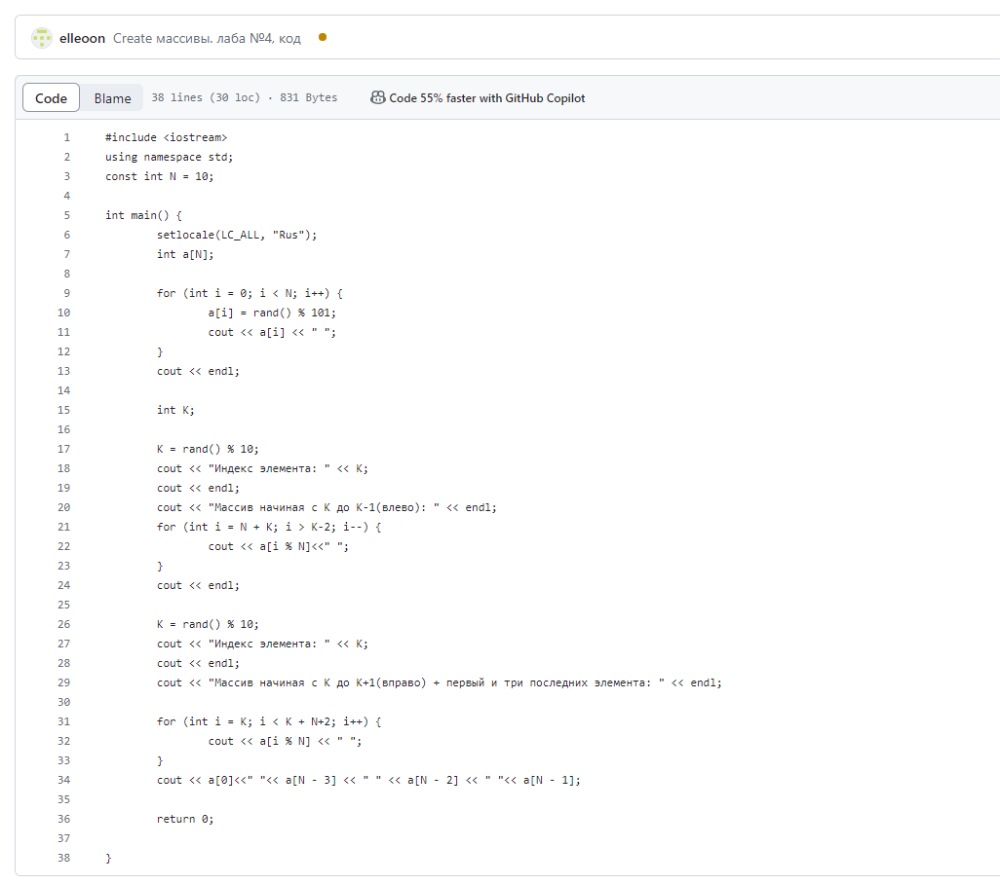 elleoon Create массивы. лаба №4, код
Code Blame 38 lines (30 loc) · 831 Bytes Code 55% faster with GitHub Copilot
1 #include <iostream>
2 using namespace std;
3 const int N = 10;
4
5 int main() {
6 setlocale(LC_ALL, "Rus");
7 int a[N];
8
9 for (int i = 0; i < N; i++) {
10 a[i] = rand() % 101;
11 cout << a[i] << " ";
12 }
13 cout << endl;
14
15 int K;
16
17 K = rand() % 10;
18 cout << "Индекс элемента: " << K;
19 cout << endl;
20 cout << "Массив начиная с K до K-1(влево): " << endl;
21 for (int i = N + K; i > K-2; i--) {
22 cout << a[i % N]<<" ";
23 }
24 cout << endl;
25
26 K = rand() % 10;
27 cout << "Индекс элемента: " << K;
28 cout << endl;
29 cout << "Массив начиная с K до K+1(вправо) + первый и три последних элемента: " << endl;
30
31 for (int i = K; i < K + N+2; i++) {
32 cout << a[i % N] << " ";
33 }
34 cout << a[0]<<" "<< a[N - 3] << " " << a[N - 2] << " "<< a[N - 1];
35
36 return 0;
37
38 }